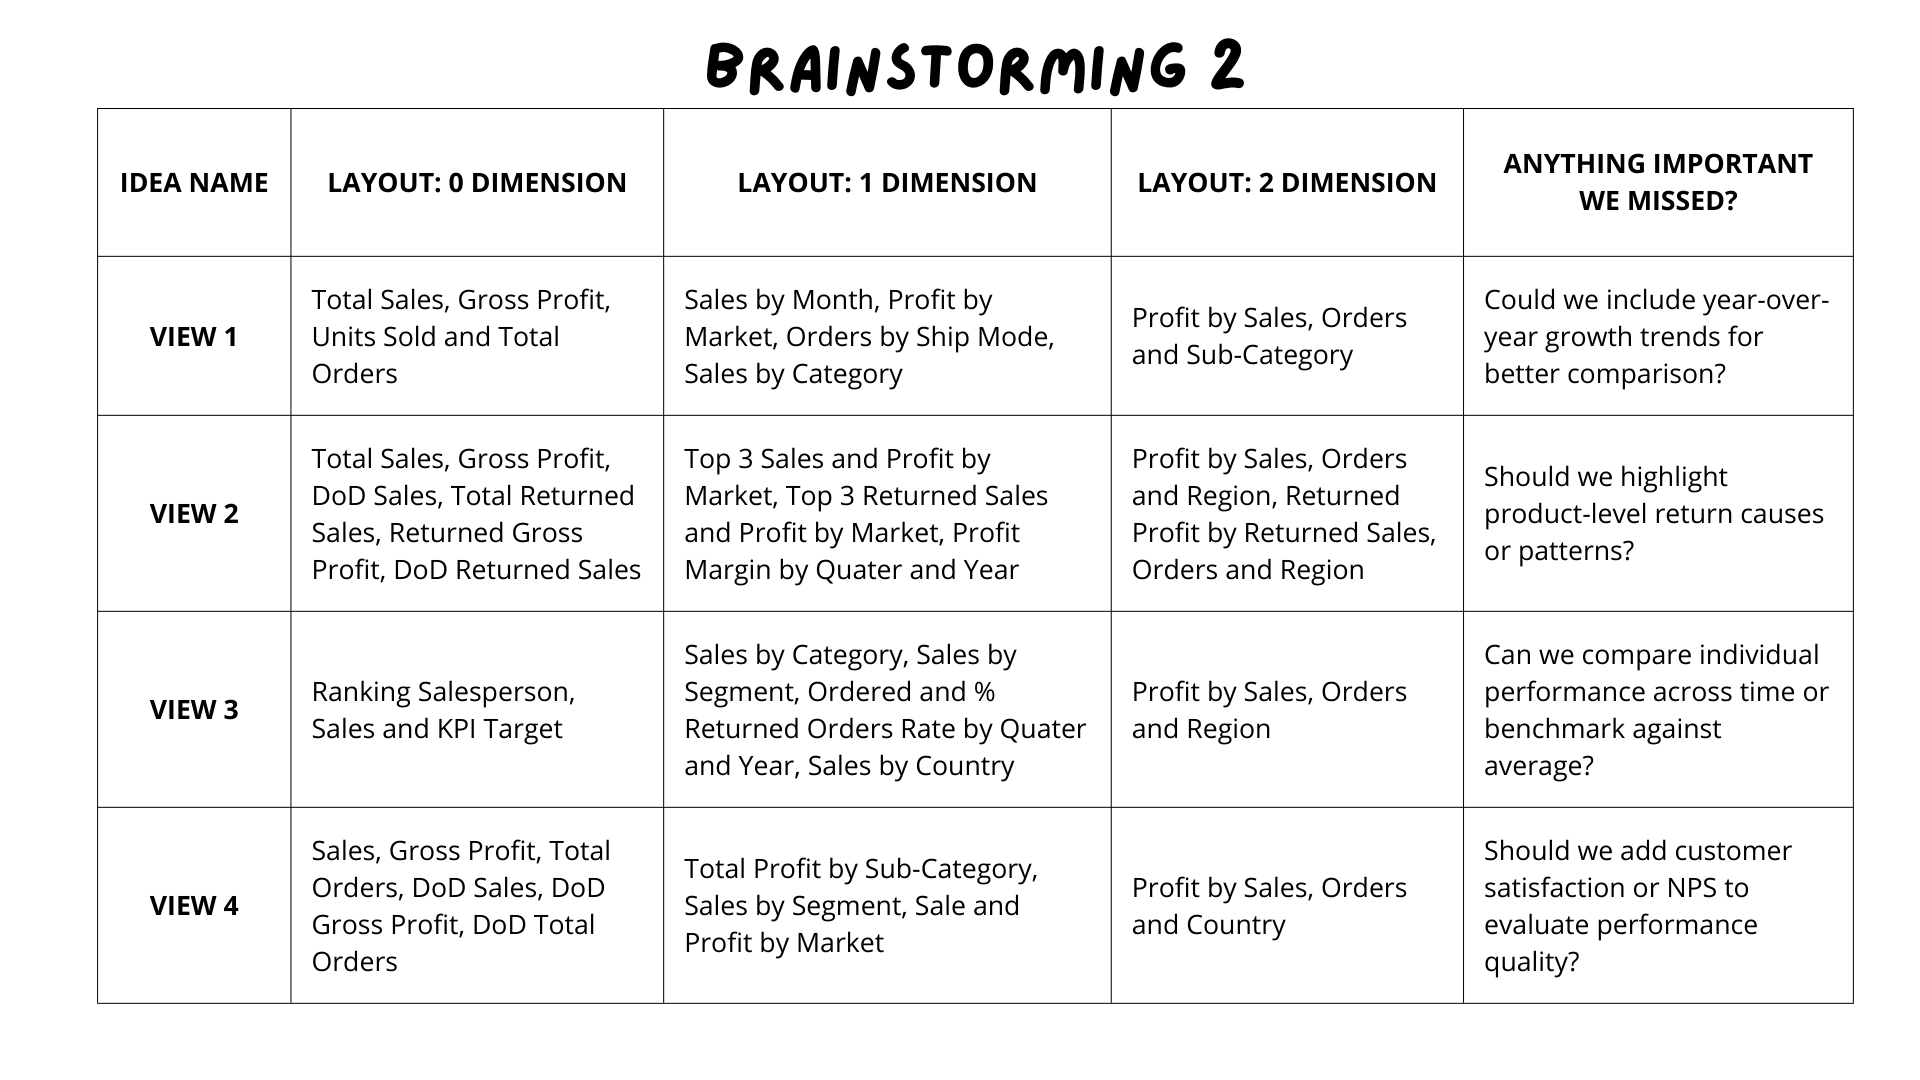 BRAINSTORMING 2
IDEA NAME
LAYOUT: 0 DIMENSION
LAYOUT: 1 DIMENSION
LAYOUT: 2 DIMENSION
ANYTHING IMPORTANT
WE MISSED?
VIEW 1
Total Sales, Gross Profit,
Units Sold and Total
Orders
Sales by Month, Profit by
Market, Orders by Ship Mode,
Sales by Category
Profit by Sales, Orders
and Sub-Category
Could we include year-over-
year growth trends for
better comparison?
VIEW 2
Total Sales, Gross Profit,
DoD Sales, Total Returned
Sales, Returned Gross
Profit, DoD Returned Sales
Top 3 Sales and Profit by
Market, Top 3 Returned Sales
and Profit by Market, Profit
Margin by Quater and Year
Profit by Sales, Orders
and Region, Returned
Profit by Returned Sales,
Orders and Region
Should we highlight
product-level return causes
or patterns?
VIEW 3
Ranking Salesperson,
Sales and KPI Target
Sales by Category, Sales by
Segment, Ordered and %
Returned Orders Rate by Quater
and Year, Sales by Country
Profit by Sales, Orders
and Region
Can we compare individual
performance across time or
benchmark against
average?
VIEW 4
Sales, Gross Profit, Total
Orders, DoD Sales, DoD
Gross Profit, DoD Total
Orders
Total Profit by Sub-Category,
Sales by Segment, Sale and
Profit by Market
Profit by Sales, Orders
and Country
Should we add customer
satisfaction or NPS to
evaluate performance
quality?